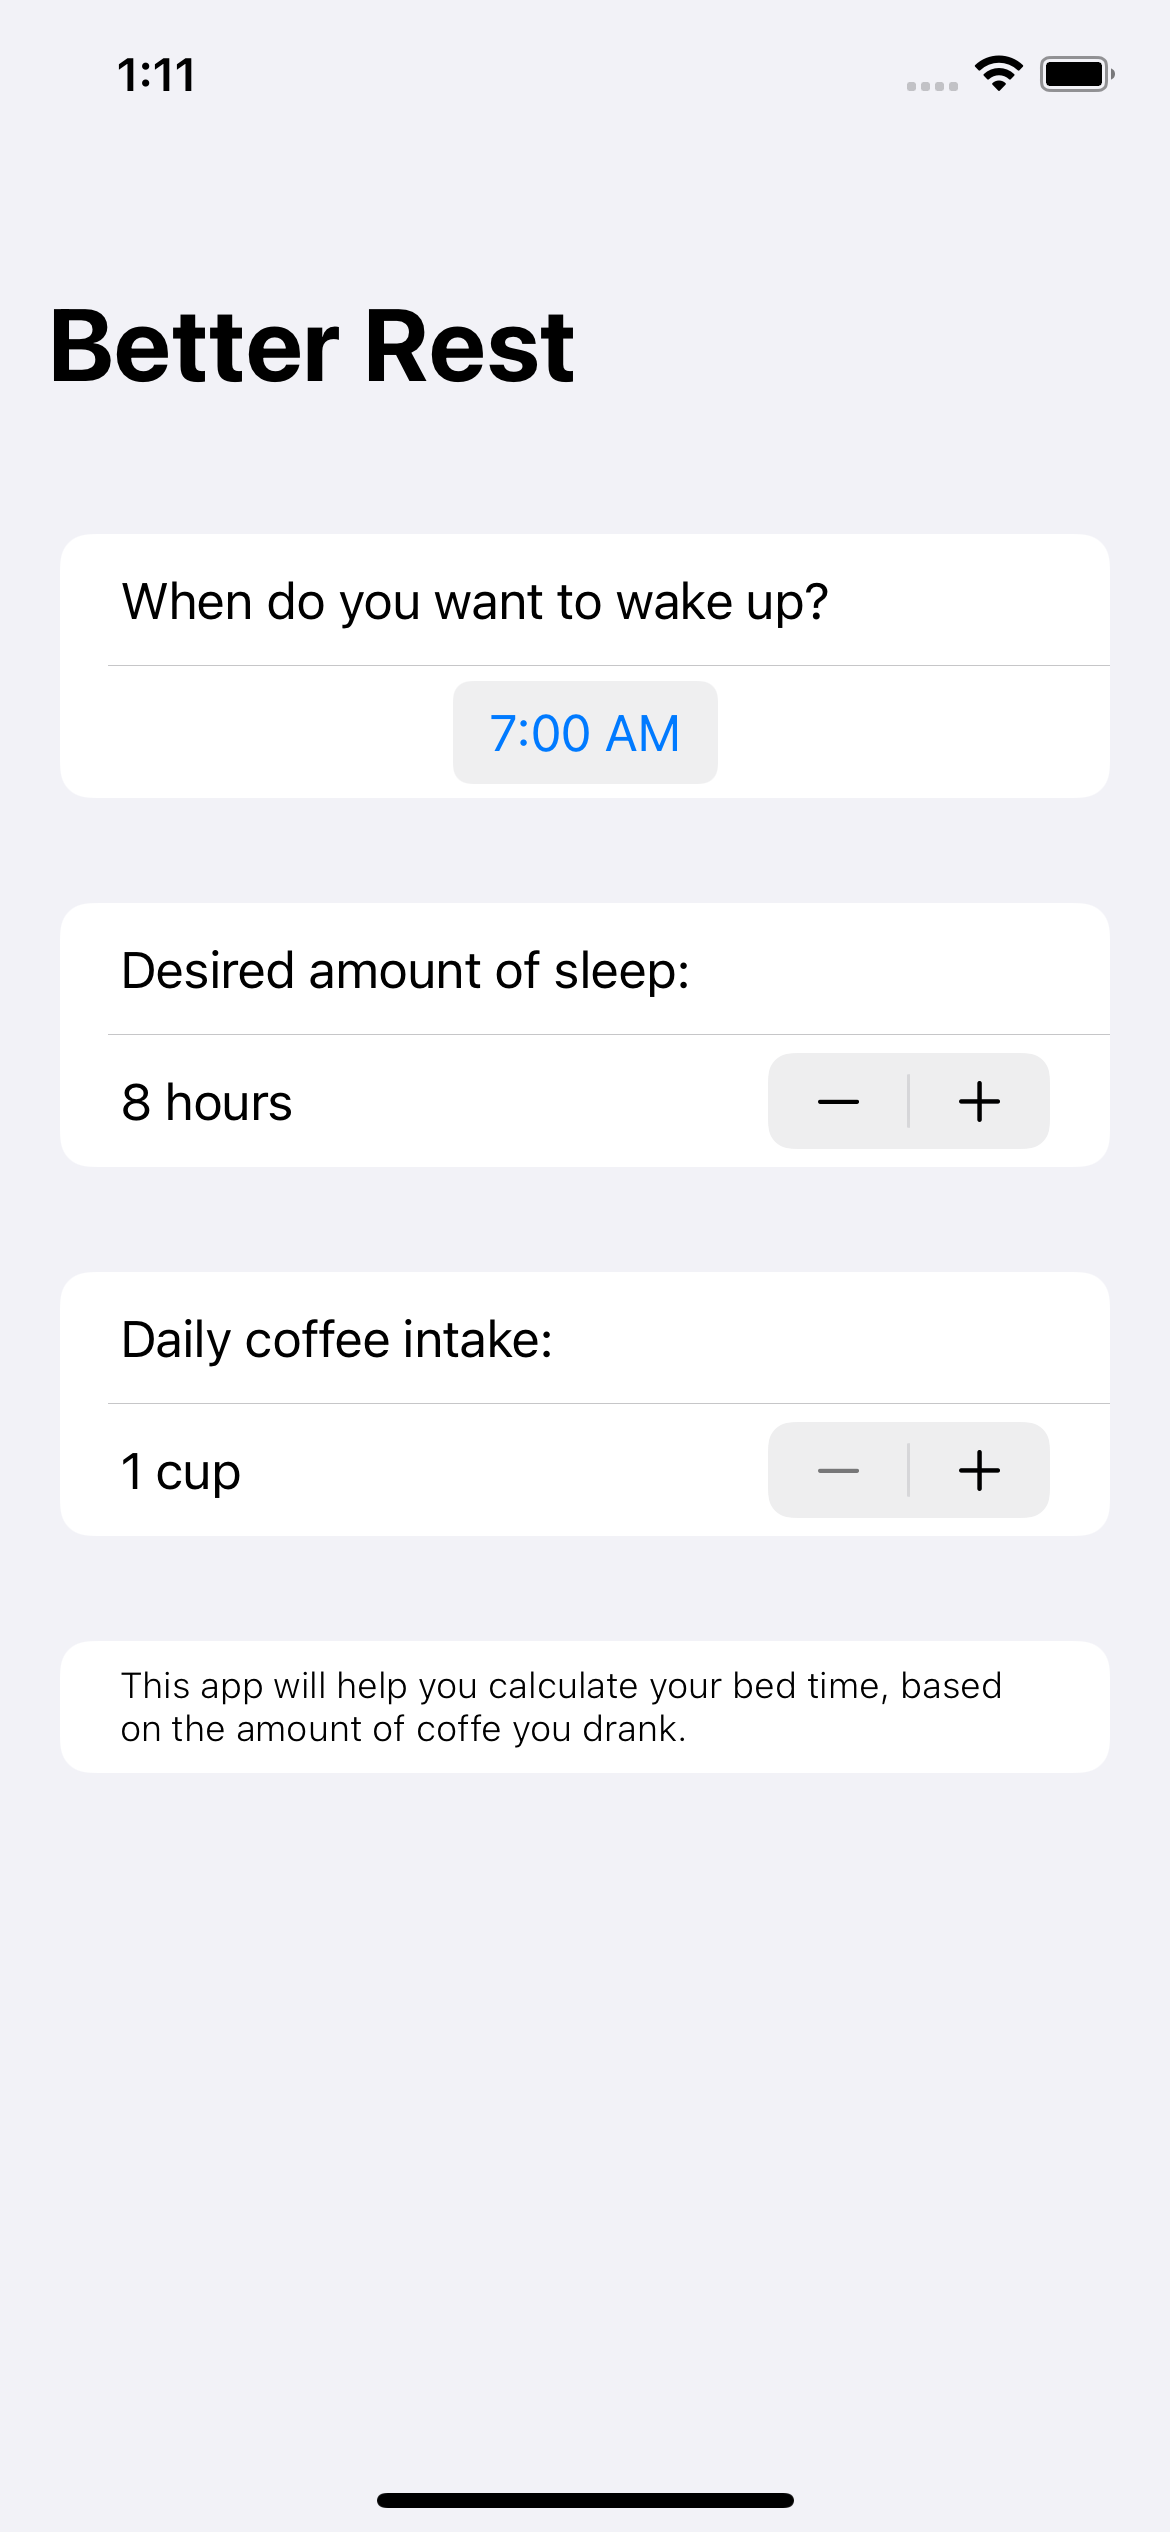 1:11
Better Rest
When do you want to wake up?
7:00 AM
Desired amount of sleep:
8 hours
Daily coffee intake:
1 cup
This app will help you calculate your bed time, based
on the amount of coffe you drank.